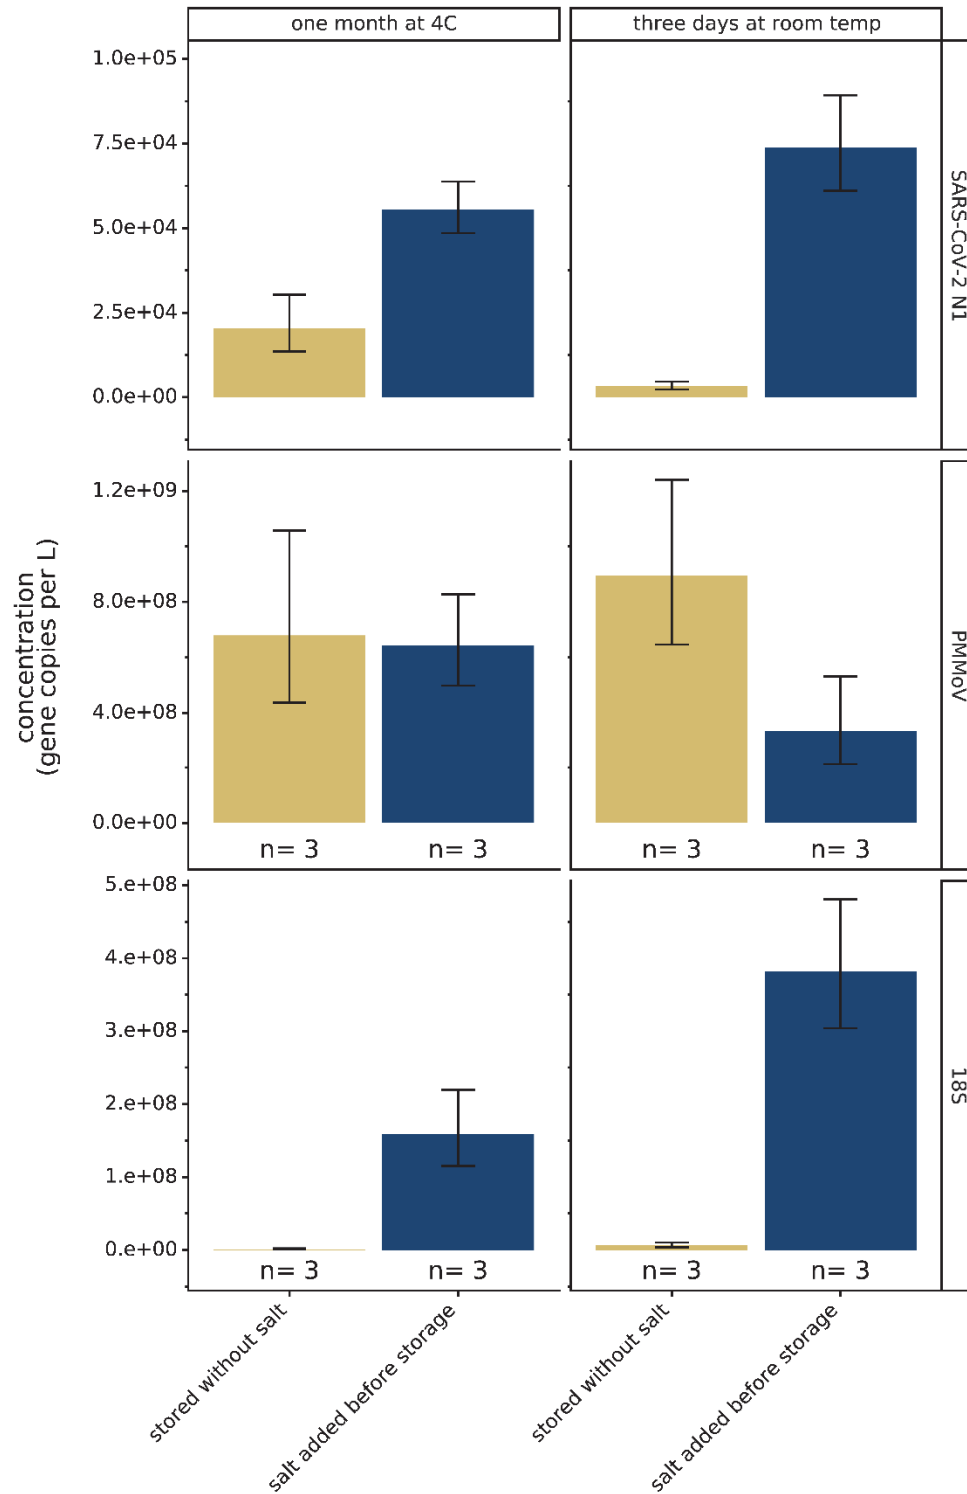 one month at 4C
three days at room temp
1.0e+05
7.5e+04
5.0e+04
2.5e+04
0.0e+00
SARS-CoV-2 N1
concentration
(gene copies per L)
1.2e+09
8.0e+08
4.0e+08
0.0e+00
n= 3
n= 3
n= 3
n= 3
PMMoV
5.e+08
4.e+08
3.e+08
2.e+08
1.e+08
0.e+00
n= 3
n= 3
n= 3
n= 3
18S
stored without salt
salt added before storage
stored without salt
salt added before storage